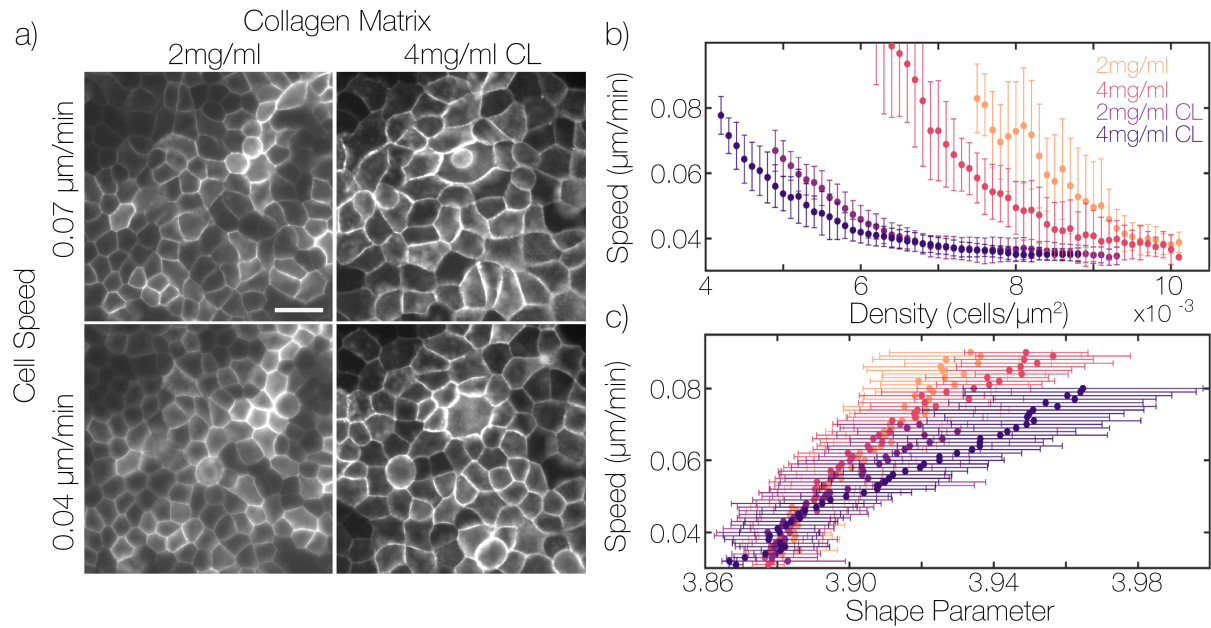 a)
Collagen Matrix
2mg/ml
4mg/ml CL
Cell Speed
0.07 µm/min
0.04 µm/min
b)
Speed (µm/min)
0.08
0.06
0.04
2mg/ml
4mg/ml
2mg/ml CL
4mg/ml CL
4
6
8
10
Density (cells/µm²)
x10 -3
c)
Speed (µm/min)
0.08
0.06
0.04
3.86
3.90
3.94
3.98
Shape Parameter